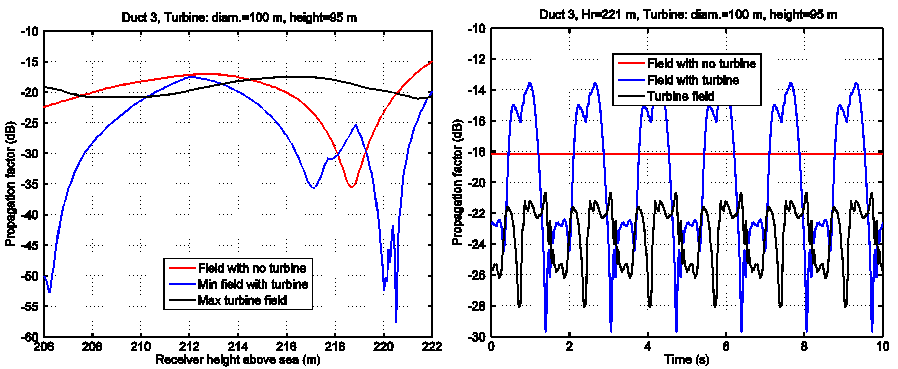 Duct 3, Turbine: diam.=100 m, height=95 m
-10
-15
-20
-25
-30
-35
-40
-45
-50
-55
-60
Propagation factor (dB)
Field with no turbine
Min field with turbine
Max turbine field
206 208 210 212 214 216 218 220 222
Receiver height above sea (m)
Duct 3, Hr=221 m, Turbine: diam.=100 m, height=95 m
-10
-12
-14
-16
-18
-20
-22
-24
-26
-28
-30
Propagation factor (dB)
Field with no turbine
Field with turbine
Turbine field
0 2 4 6 8 10
Time (s)